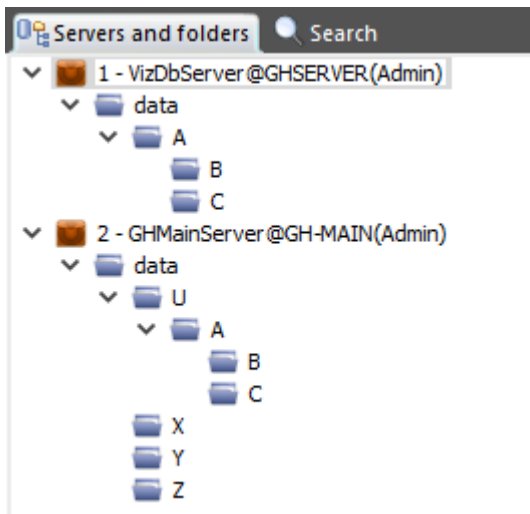 Servers and folders Search
1 - VizDbServer@GHSERVER(Admin)
data
A
B
C
2 - GHMainServer@GH-MAIN(Admin)
data
U
A
B
C
X
Y
Z